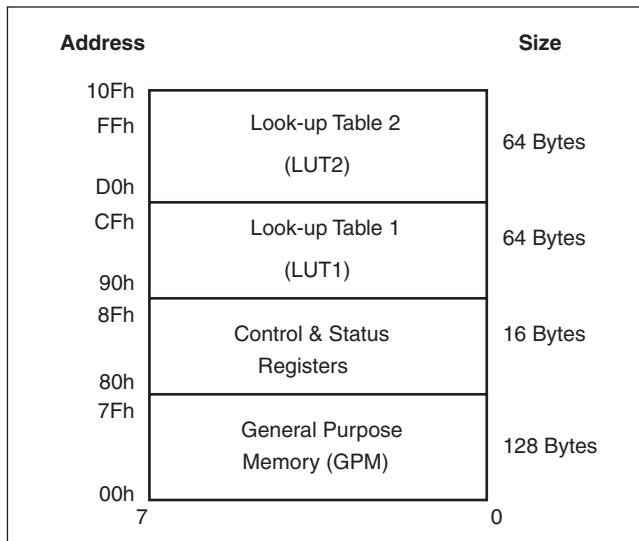 Address Size
10Fh
FFh
Look-up Table 2
(LUT2)
64 Bytes
D0h
CFh
Look-up Table 1
(LUT1)
64 Bytes
90h
8Fh
Control & Status
Registers
16 Bytes
80h
7Fh
General Purpose
Memory (GPM)
128 Bytes
00h
7 0